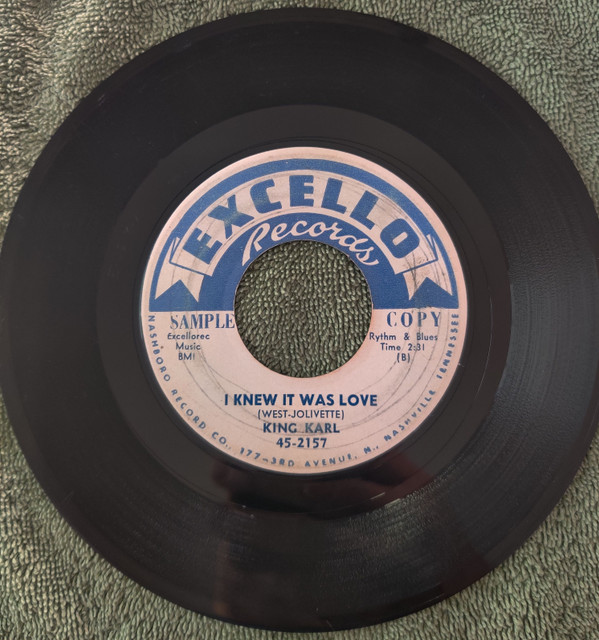 EXCELLO
Records
SAMPLE COPY
Excellorec
Music
BMI
Rythm & Blues
Time 2:31
(B)
I KNEW IT WAS LOVE
(WEST-JOLIVETTE)
KING KARL
45-2157
NASHBORO RECORD CO., 177-3RD AVENUE, N., NASHVILLE TENNESSEE